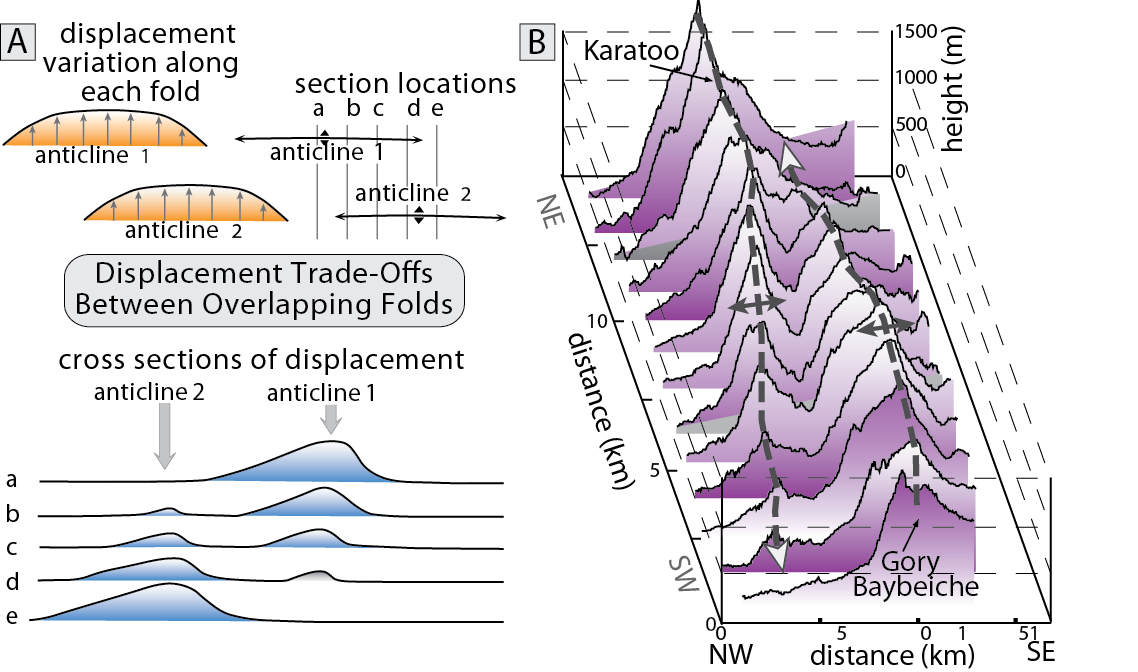 A
displacement
variation along
each fold
anticline 1
anticline 2
section locations
a b c d e
anticline 1
anticline 2
Displacement Trade-Offs
Between Overlapping Folds
cross sections of displacement
anticline 2
anticline 1
a
b
c
d
e
B
Karatoo
1500
1000
500
0
height (m)
NE
10
5
0
distance (km)
SW
Gory
Baybeiche
0 5 0 1 51
NW distance (km) SE